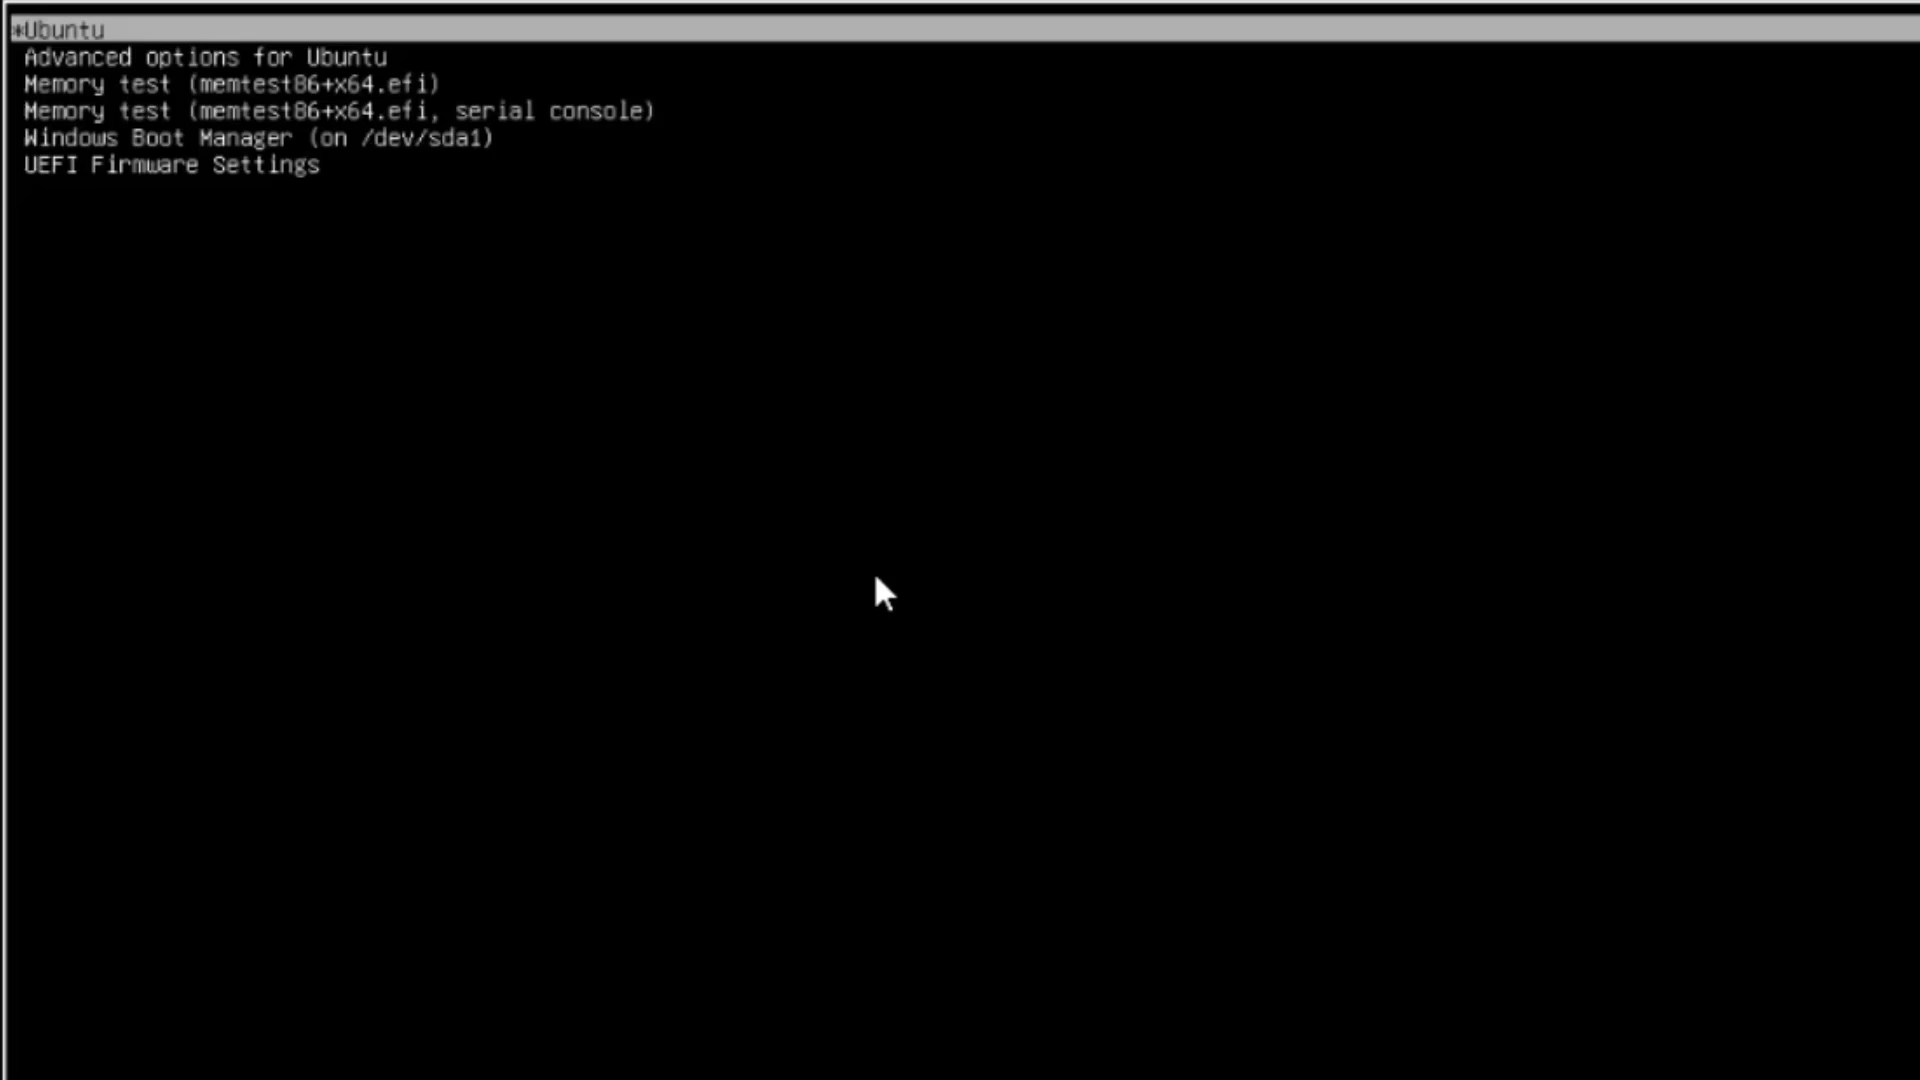 *Ubuntu
Advanced options for Ubuntu
Memory test (memtest86+x64.efi)
Memory test (memtest86+x64.efi, serial console)
Windows Boot Manager (on /dev/sda1)
UEFI Firmware Settings